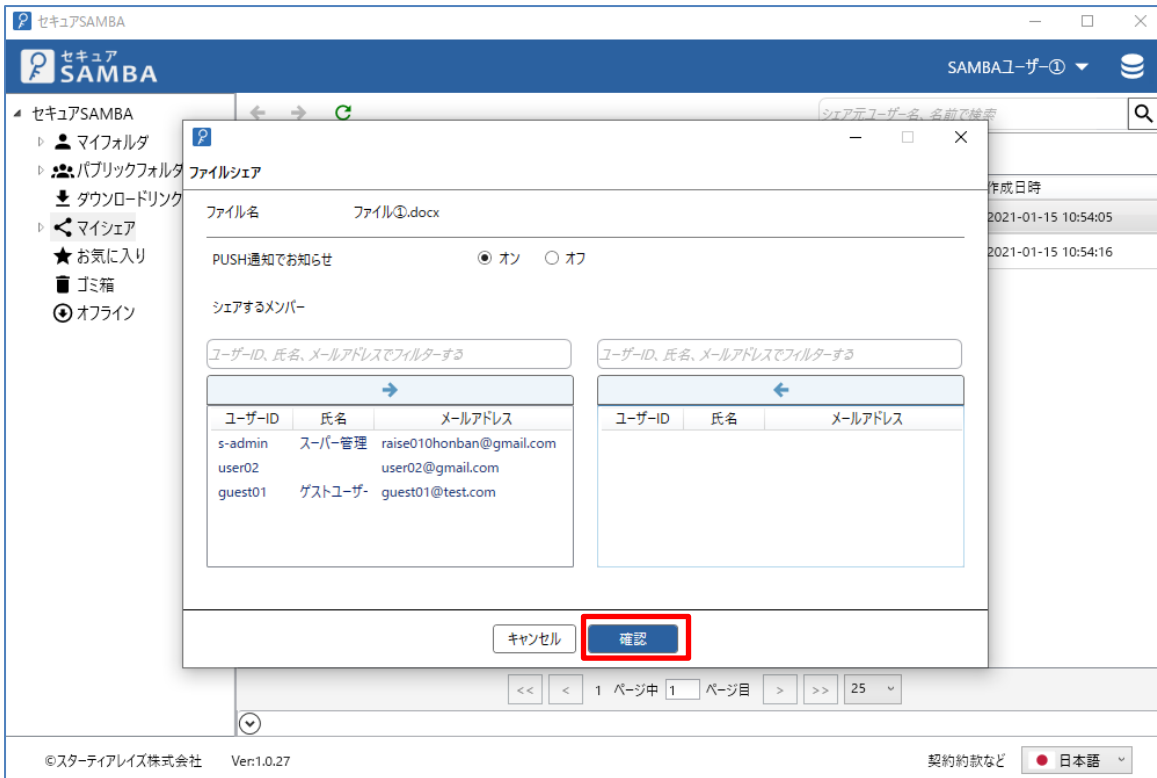 セキュアSAMBA
セキュア
SAMBA
SAMBAユーザー①
セキュアSAMBA
シェア元ユーザー名、名前で検索
マイフォルダ
パブリックフォルダ
ダウンロードリンク
マイシェア
お気に入り
ゴミ箱
オフライン
作成日時
2021-01-15 10:54:05
2021-01-15 10:54:16
ファイルシェア
ファイル名 ファイル①.docx
PUSH通知でお知らせ オン オフ
シェアするメンバー
ユーザーID、氏名、メールアドレスでフィルターする ユーザーID、氏名、メールアドレスでフィルターする
ユーザーID 氏名 メールアドレス ユーザーID 氏名 メールアドレス
s-admin スーパー管理 raise010honban@gmail.com
user02 user02@gmail.com
guest01 ゲストユーザー guest01@test.com
キャンセル 確認
<< < 1 ページ中 1 ページ目 > >> 25
©スターティアレイズ株式会社 Ver:1.0.27 契約約款など 日本語